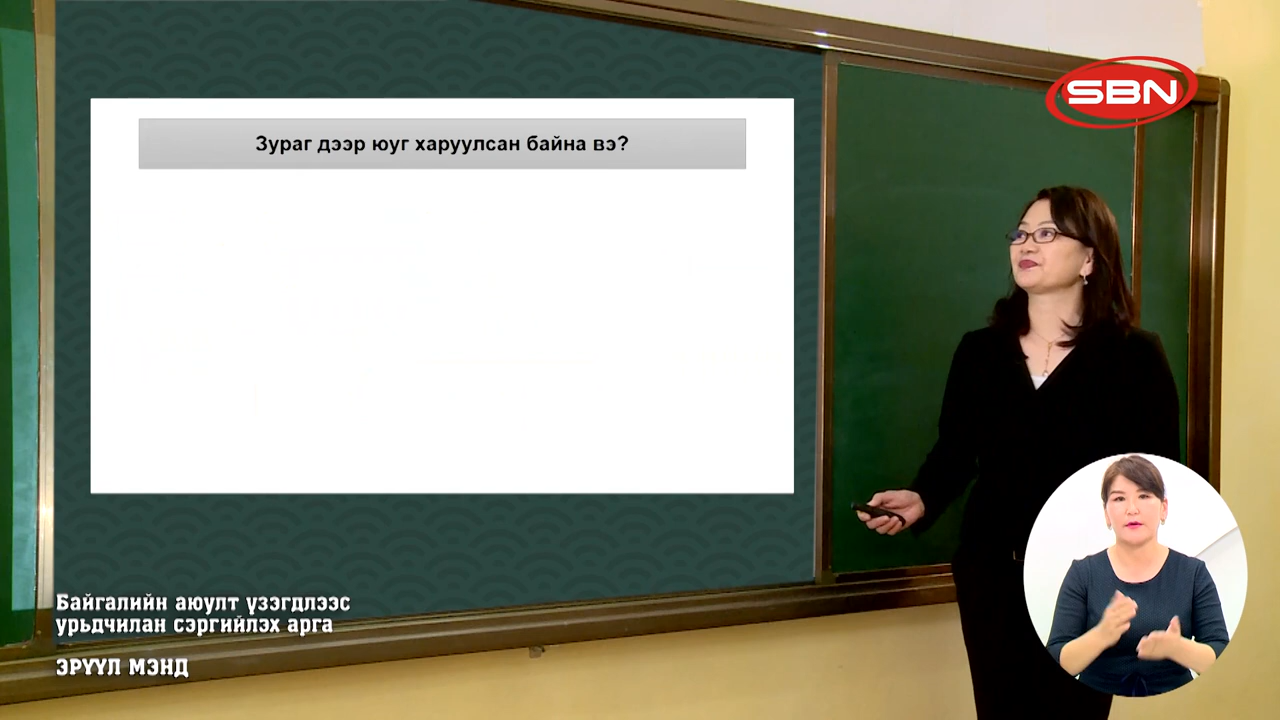 SBN
Зураг дээр юуг харуулсан байна вэ?
Байгалийн аюулт үзэгдлээс
урьдчилан сэргийлэх арга
ЭРҮҮЛ МЭНД